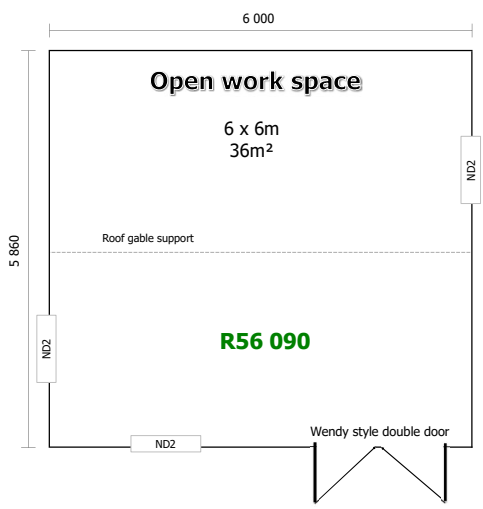 6 000
Open work space
6 x 6m
36m²
ND2
Roof gable support
5 860
R56 090
ND2
Wendy style double door
ND2